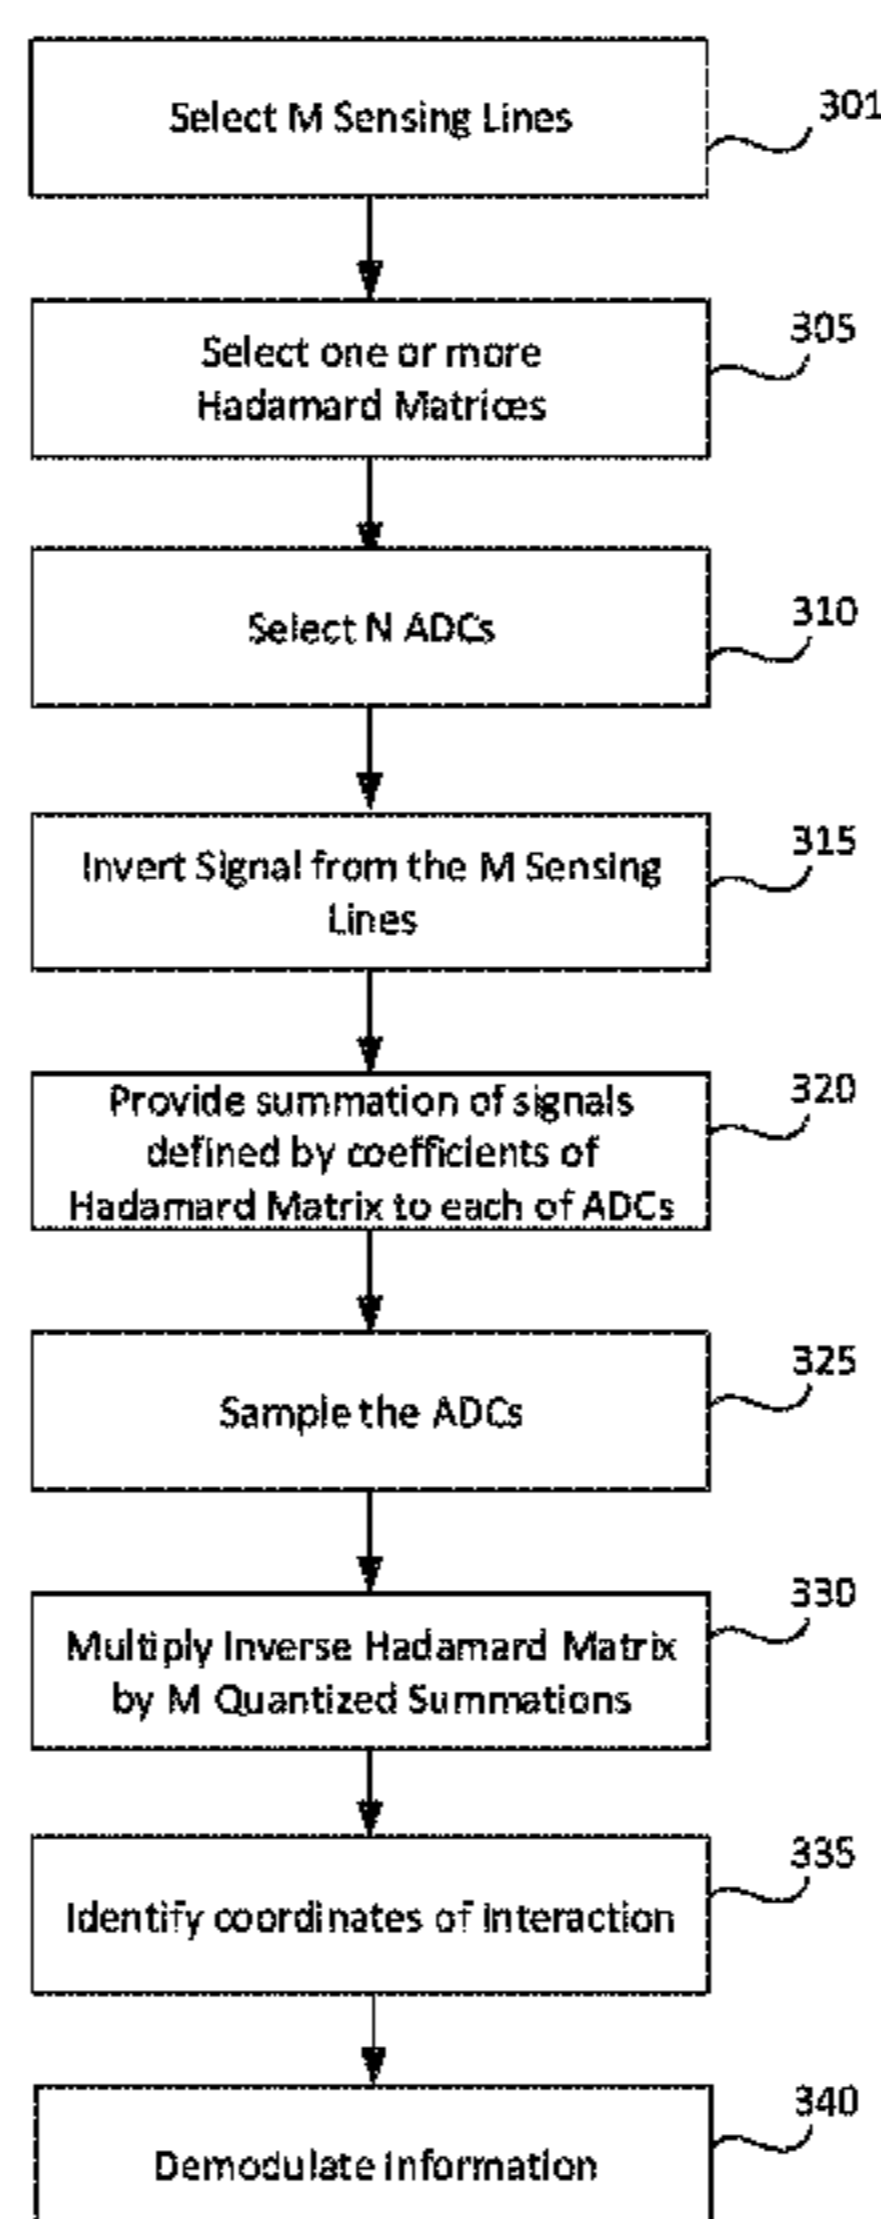 Select M Sensing Lines
301
Select one or more
Hadamard Matrices
305
Select N ADCs
310
Invert Signal from the M Sensing
Lines
315
Provide summation of signals
defined by coefficients of
Hadamard Matrix to each of ADCs
320
Sample the ADCs
325
Multiply Inverse Hadamard Matrix
by M Quantized Summations
330
Identify coordinates of interaction
335
Demodulate Information
340